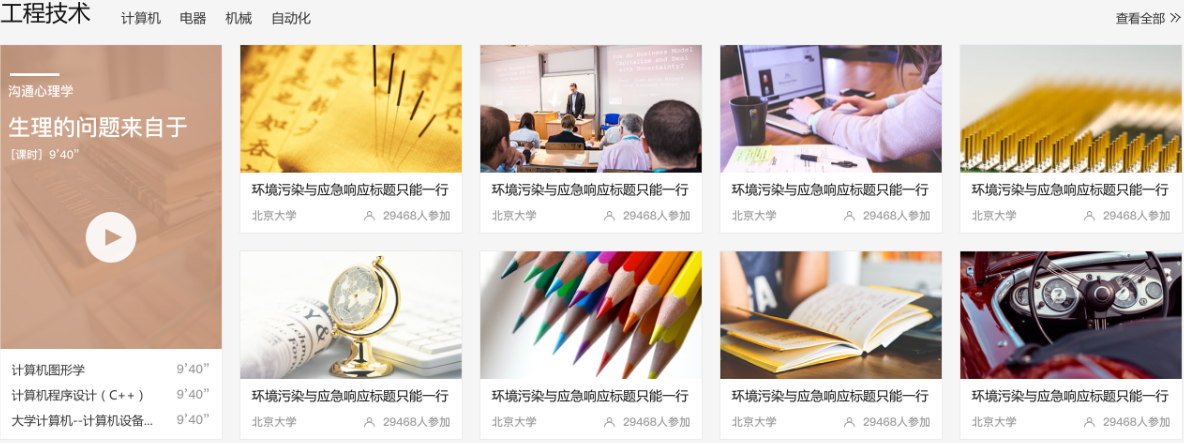 工程技术
计算机 电器 机械 自动化
查看全部
沟通心理学
生理的问题来自于
[课时] 9'40”
计算机图形学 9'40”
计算机程序设计 ( C++ ) 9'40”
大学计算机--计算机设备... 9'40”
环境污染与应急响应标题只能一行
北京大学 29468人参加
How do Business Model
Capitalise and Deal
with Uncertainty?
环境污染与应急响应标题只能一行
北京大学 29468人参加
环境污染与应急响应标题只能一行
北京大学 29468人参加
环境污染与应急响应标题只能一行
北京大学 29468人参加
环境污染与应急响应标题只能一行
北京大学 29468人参加
环境污染与应急响应标题只能一行
北京大学 29468人参加
环境污染与应急响应标题只能一行
北京大学 29468人参加
环境污染与应急响应标题只能一行
北京大学 29468人参加